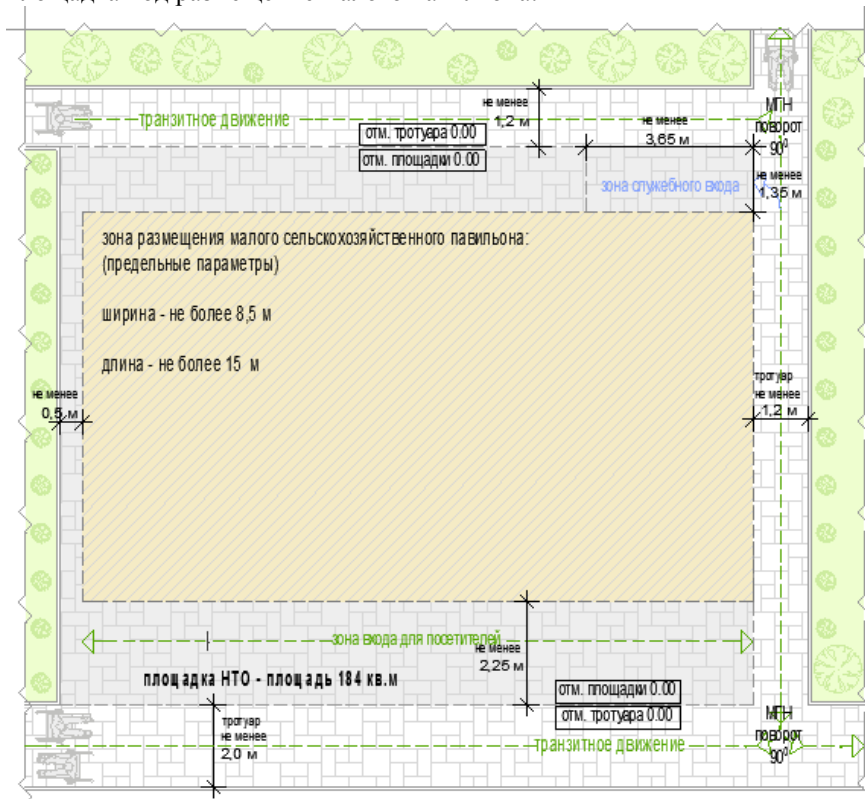 транзитное движение
не менее
1,2 м
отм. тротуара 0.00
отм. площадки 0.00
не менее
3,65 м
МГН
поворот
90⁰
зона служебного входа
не менее
1,35 м
зона размещения малого сельскохозяйственного павильона:
(предельные параметры)
ширина - не более 8,5 м
длина - не более 15 м
не менее
0,5 м
тротуар
не менее
1,2 м
зона входа для посетителей
не менее
2,25 м
площадка НТО - площадь 184 кв.м
отм. площадки 0.00
отм. тротуара 0.00
тротуар
не менее
2,0 м
транзитное движение
МГН
поворот
90⁰